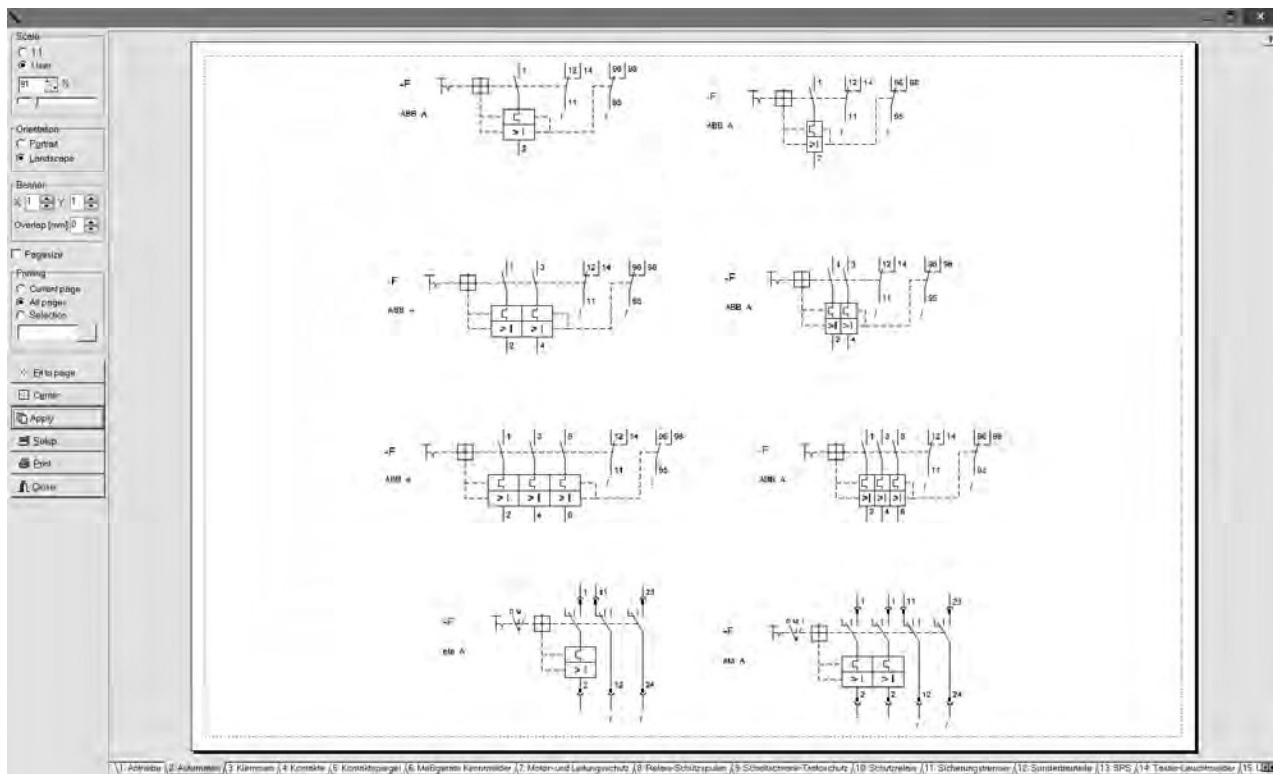 Scale
1:1
User
91 %
Orientation
Portrait
Landscape
Banner
X: 1 Y: 1
Overlap [mm] 0
Pagesize
Printing
Current page
All pages
Selection
Fit to page
Center
Apply
Setup
Print
Close
1 12 14 96 98
-F
ABB A
11 95
> I
2
1 12 14 96 98
-F
ABB A
11 95
> I
2
1 3 12 14 96 98
-F
ABB
11 95
> I > I
2 4
1 3 12 14 96 98
-F
ABB A
11 95
> I > I
2 4
1 3 5 12 14 96 98
-F
ABB
11 95
> I > I > I
2 4 6
1 3 5 12 14 96 98
-F
ABB A
11 95
> I > I > I
2 4 6
1 11 23
-F
eta A
> I
2 12 24
1 1 11 23
-F
eta A
> I > I
2 2 12 24
1 Antriebe 2 Automaten 3 Klemmen 4 Kontakte 5 Kontaktspiegel 6 Meßgeräte Kennmelder 7 Motor-und Leitungsschutz 8 Relais-Schützspulen 10 Schutzrelais 11 Sicherungstrenner 12 Sonderbauteile 13 SPS 14 Taster-Leuchtmelder 15